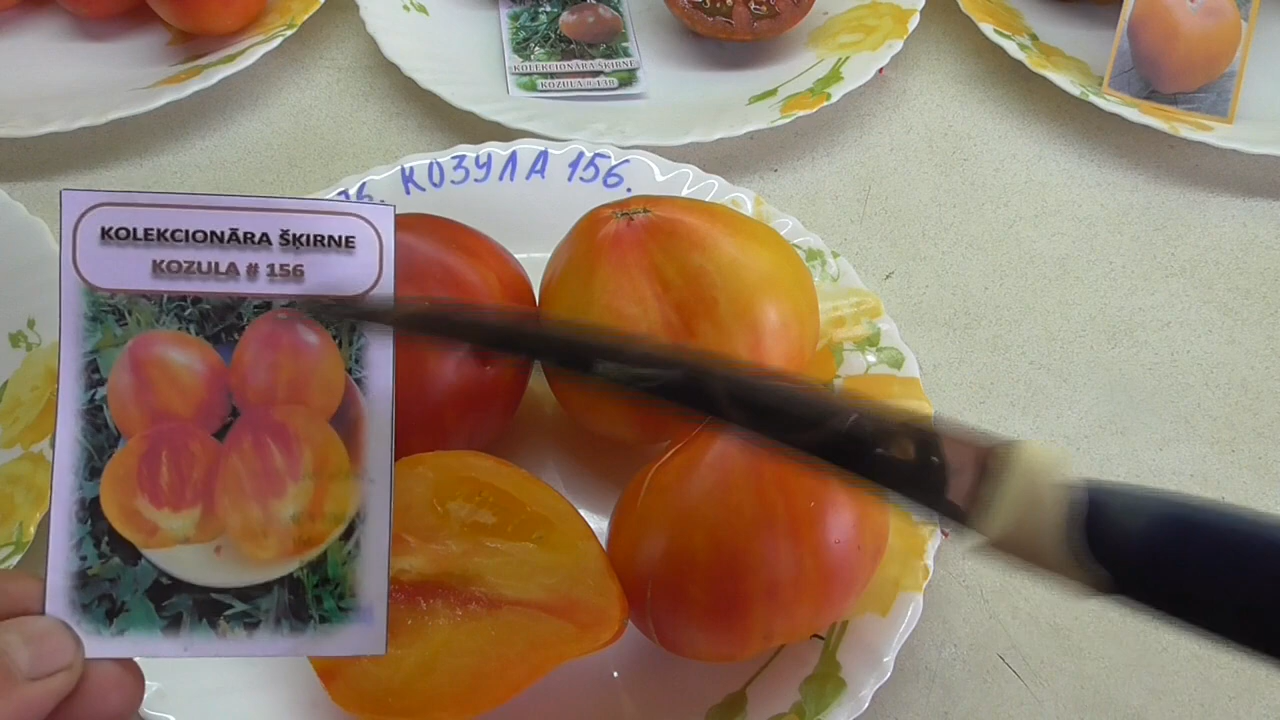 KOLEKCIONĀRA ŠĶIRNE
KOZULA # 138
КОЗУЛА 156.
KOLEKCIONĀRA ŠĶIRNE
KOZULA # 156